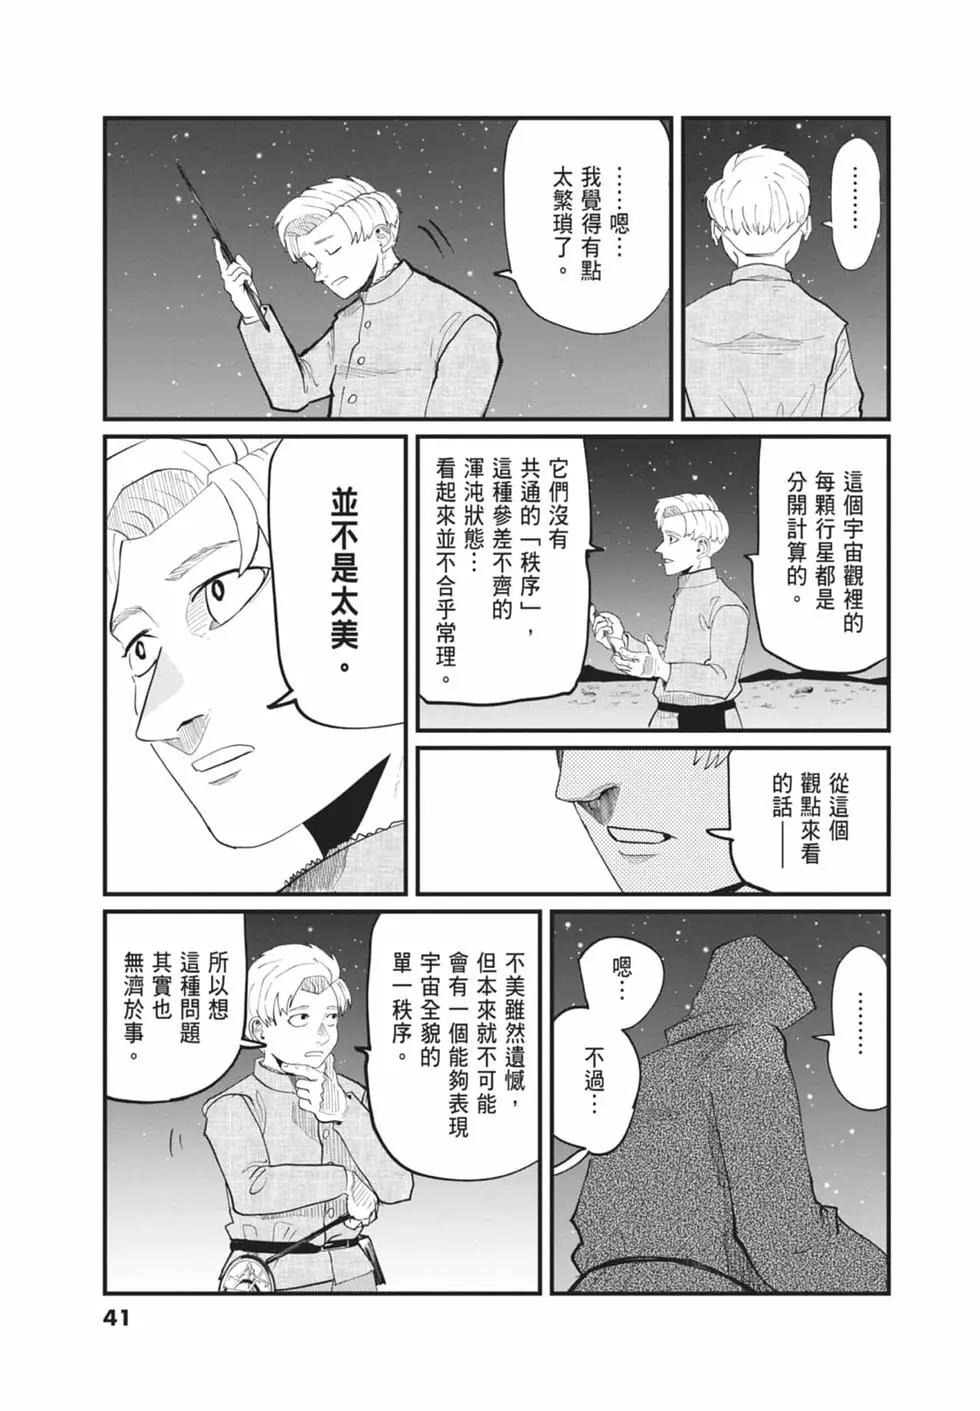 ………
……嗯…
我覺得有點
太繁瑣了。
這個宇宙觀裡的
每顆行星都是
分開計算的。
它們沒有
共通的「秩序」，
這種參差不齊的
渾沌狀態…
看起來並不合乎常理。
並不是太美。
從這個
觀點來看
的話——
………
嗯…
不過…
不美雖然遺憾，
但本來就不可能
會有一個能夠表現
宇宙全貌的
單一秩序。
所以想
這種問題
其實也
無濟於事。
41